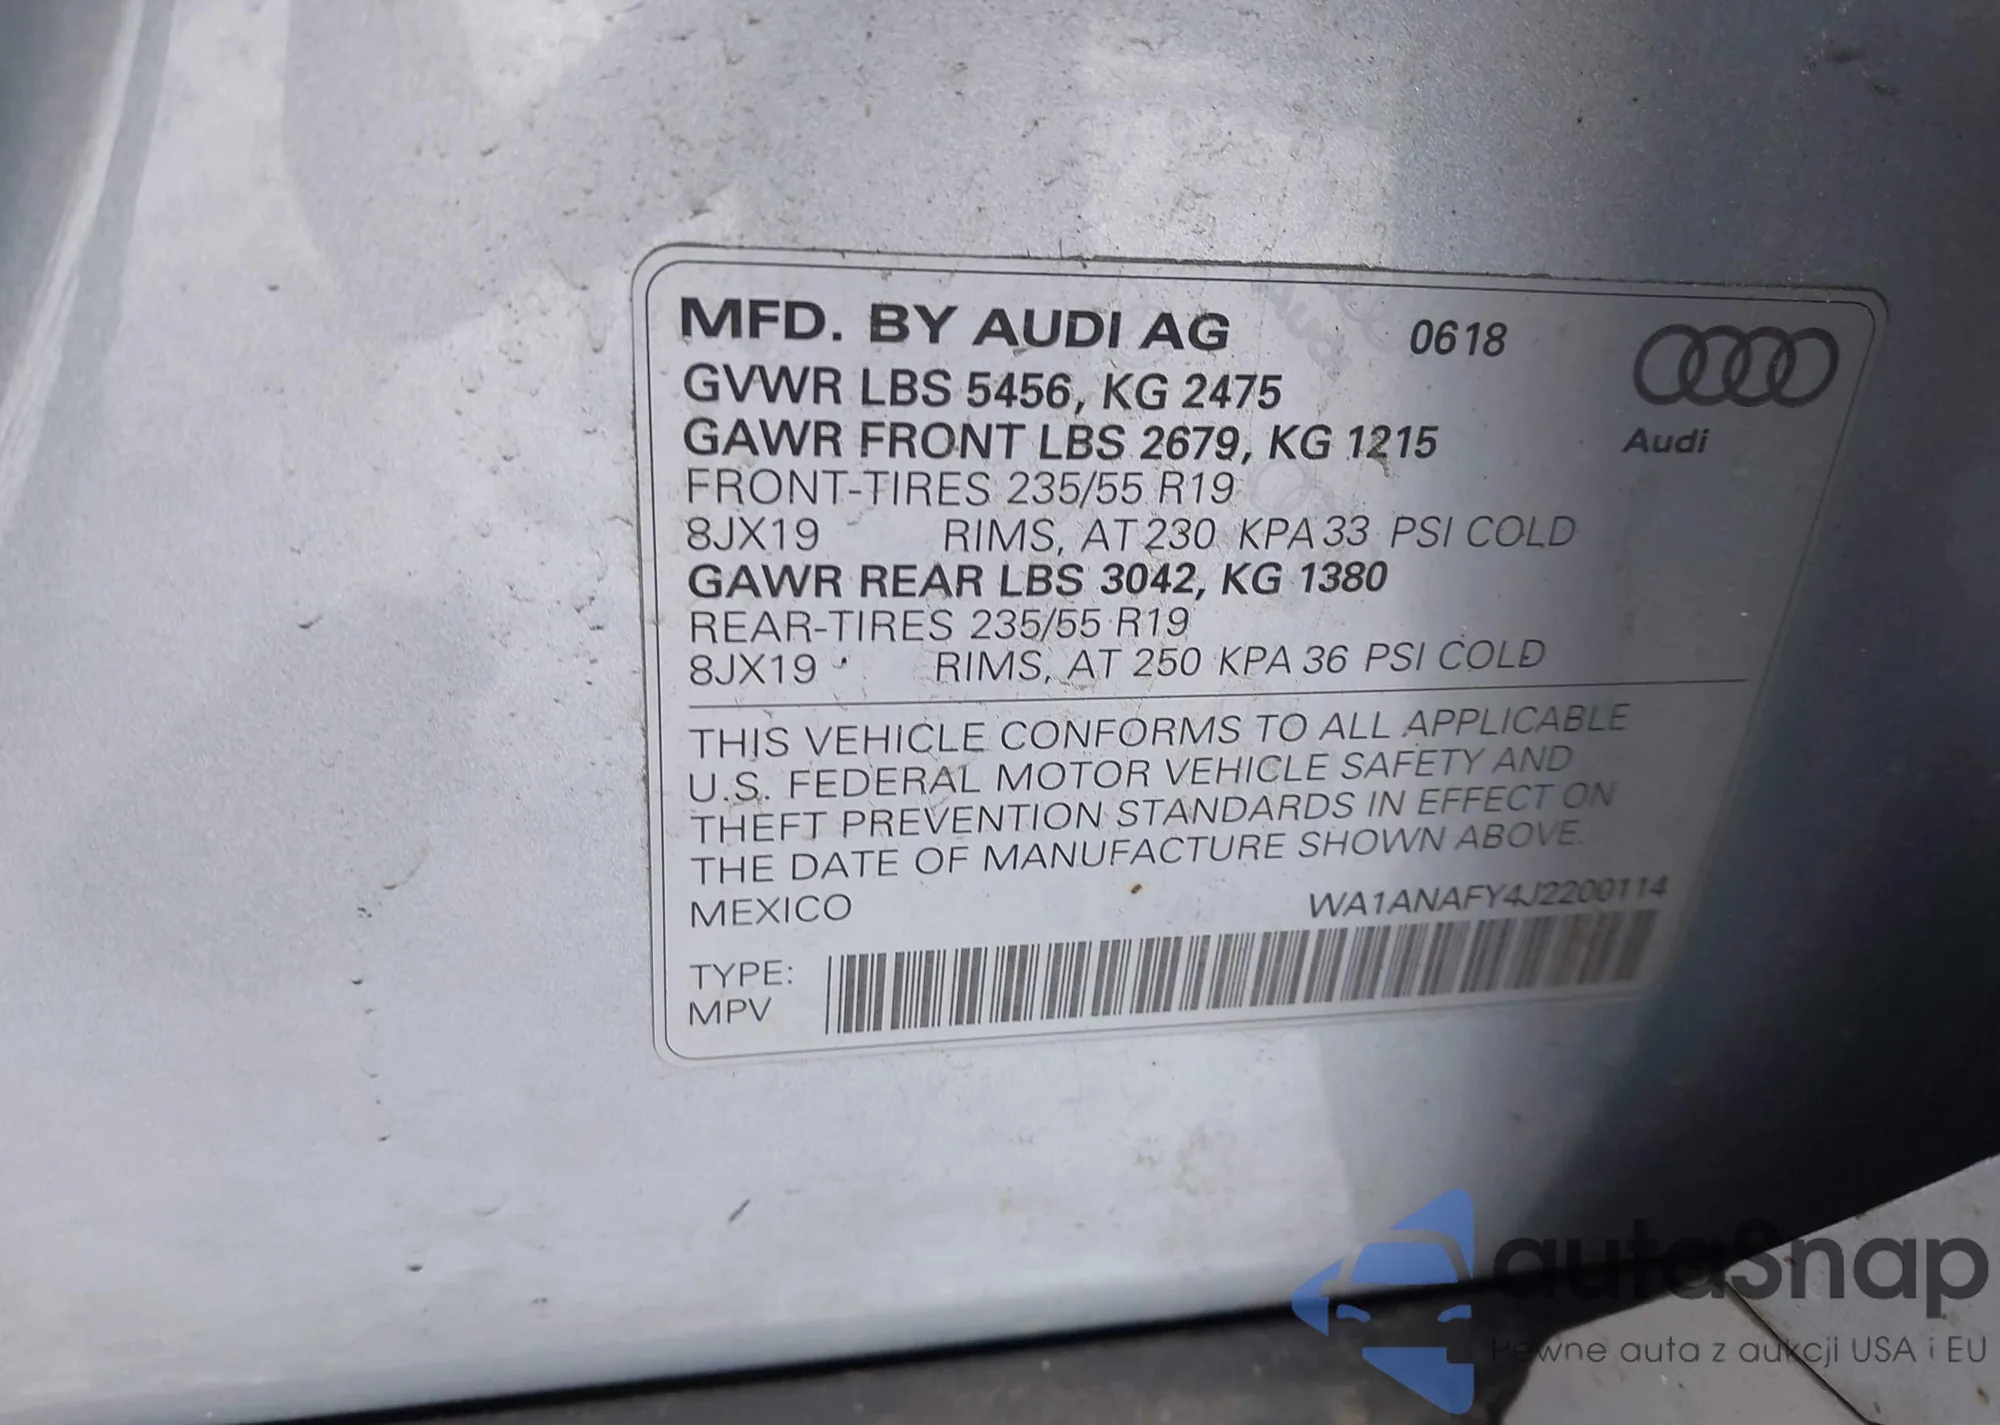 MFD. BY AUDI AG 0618
GVWR LBS 5456, KG 2475
GAWR FRONT LBS 2679, KG 1215
Audi
FRONT-TIRES 235/55 R19
8JX19 RIMS, AT 230 KPA 33 PSI COLD
GAWR REAR LBS 3042, KG 1380
REAR-TIRES 235/55 R19
8JX19 RIMS, AT 250 KPA 36 PSI COLD
THIS VEHICLE CONFORMS TO ALL APPLICABLE
U.S. FEDERAL MOTOR VEHICLE SAFETY AND
THEFT PREVENTION STANDARDS IN EFFECT ON
THE DATE OF MANUFACTURE SHOWN ABOVE.
MEXICO WA1ANAFY4J2200114
TYPE:
MPV
autaSnap
Pewne auta z aukcji USA i EU